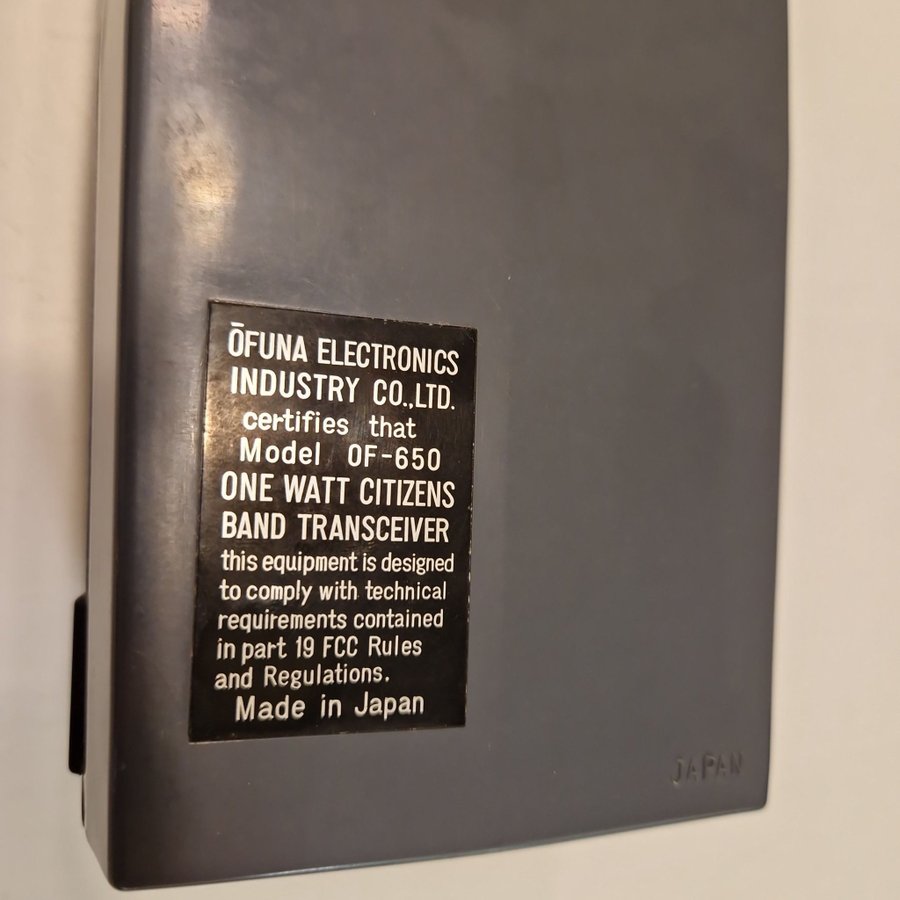 ŌFUNA ELECTRONICS
INDUSTRY CO.,LTD.
certifies that
Model OF-650
ONE WATT CITIZENS
BAND TRANSCEIVER
this equipment is designed
to comply with technical
requirements contained
in part 19 FCC Rules
and Regulations.
Made in Japan
JAPAN